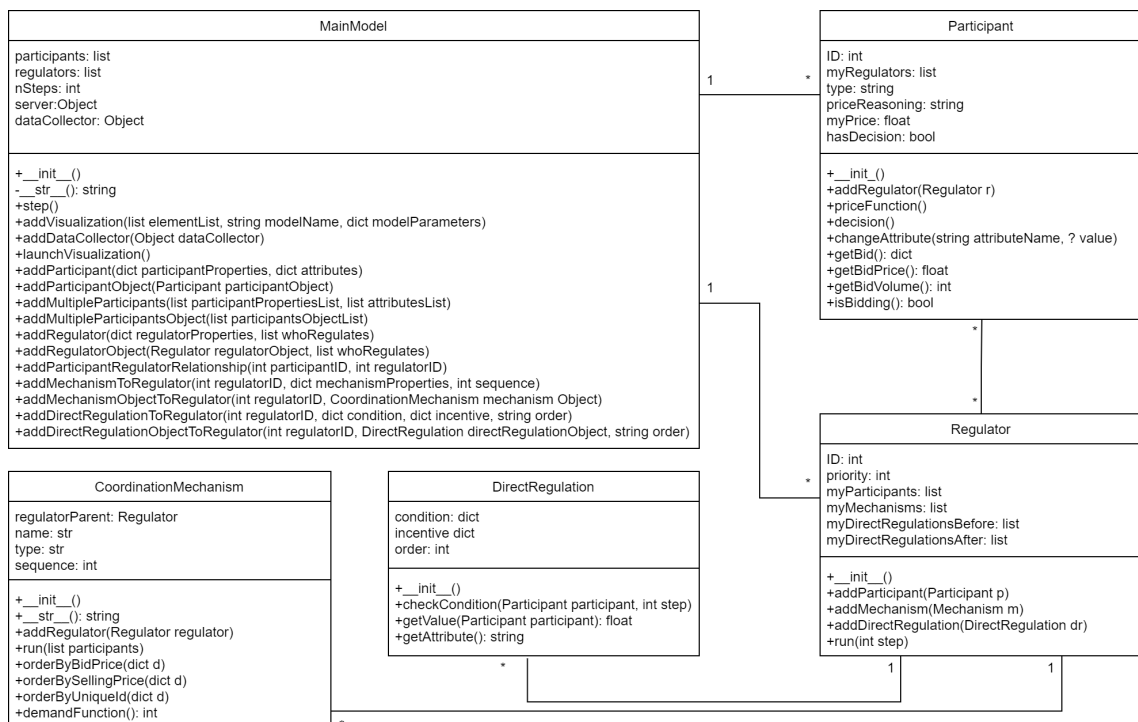 MainModel
participants: list
regulators: list
nSteps: int
server:Object
dataCollector: Object
+__init__()
-__str__(): string
+step()
+addVisualization(list elementList, string modelName, dict modelParameters)
+addDataCollector(Object dataCollector)
+launchVisualization()
+addParticipant(dict participantProperties, dict attributes)
+addParticipantObject(Participant participantObject)
+addMultipleParticipants(list participantPropertiesList, list attributesList)
+addMultipleParticipantsObject(list participantsObjectList)
+addRegulator(dict regulatorProperties, list whoRegulates)
+addRegulatorObject(Regulator regulatorObject, list whoRegulates)
+addParticipantRegulatorRelationship(int participantID, int regulatorID)
+addMechanismToRegulator(int regulatorID, dict mechanismProperties, int sequence)
+addMechanismObjectToRegulator(int regulatorID, CoordinationMechanism mechanism Object)
+addDirectRegulationToRegulator(int regulatorID, dict condition, dict incentive, string order)
+addDirectRegulationObjectToRegulator(int regulatorID, DirectRegulation directRegulationObject, string order)
1
*
1
*
Participant
ID: int
myRegulators: list
type: string
priceReasoning: string
myPrice: float
hasDecision: bool
+__init_()
+addRegulator(Regulator r)
+priceFunction()
+decision()
+changeAttribute(string attributeName, ? value)
+getBid(): dict
+getBidPrice(): float
+getBidVolume(): int
+isBidding(): bool
*
*
Regulator
ID: int
priority: int
myParticipants: list
myMechanisms: list
myDirectRegulationsBefore: list
myDirectRegulationsAfter: list
+__init__()
+addParticipant(Participant p)
+addMechanism(Mechanism m)
+addDirectRegulation(DirectRegulation dr)
+run(int step)
1
1
CoordinationMechanism
regulatorParent: Regulator
name: str
type: str
sequence: int
+__init__()
+__str__(): string
+addRegulator(Regulator regulator)
+run(list participants)
+orderByBidPrice(dict d)
+orderBySellingPrice(dict d)
+orderByUniqueId(dict d)
+demandFunction(): int
DirectRegulation
condition: dict
incentive dict
order: int
+__init__()
+checkCondition(Participant participant, int step)
+getValue(Participant participant): float
+getAttribute(): string
*